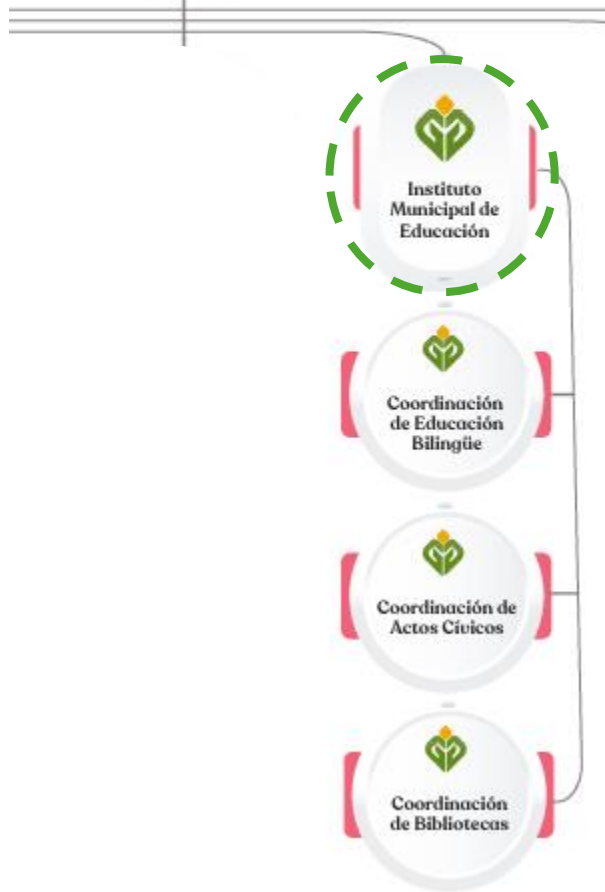 Instituto
Municipal de
Educación
Coordinación
de Educación
Bilingüe
Coordinación de
Actos Cívicos
Coordinación
de Bibliotecas